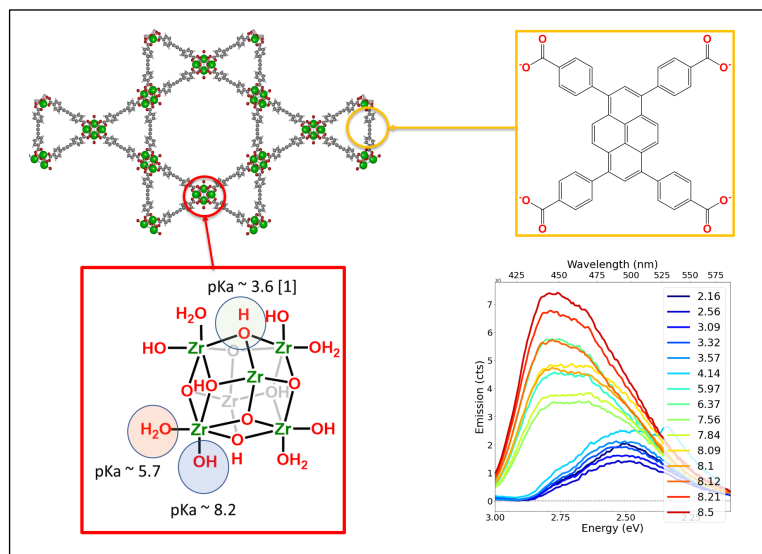 O
O⁻
O
⁻O
O
⁻O
O
O⁻
pKa ~ 3.6 [1]
H
H₂O
O
HO
HO
Zr
O
Zr
OH₂
HO
Zr
O
O
Zr
OH
H₂O
Zr
O
Zr
OH
OH
O
H
OH₂
pKa ~ 5.7
pKa ~ 8.2
Wavelength (nm)
425 450 475 500 525 550 575
Emission (cts)
7
6
5
4
3
2
1
0
2.16
2.56
3.09
3.32
3.57
4.14
5.97
6.37
7.56
7.84
8.09
8.1
8.12
8.21
8.5
3.00 2.75 2.50 2.25
Energy (eV)